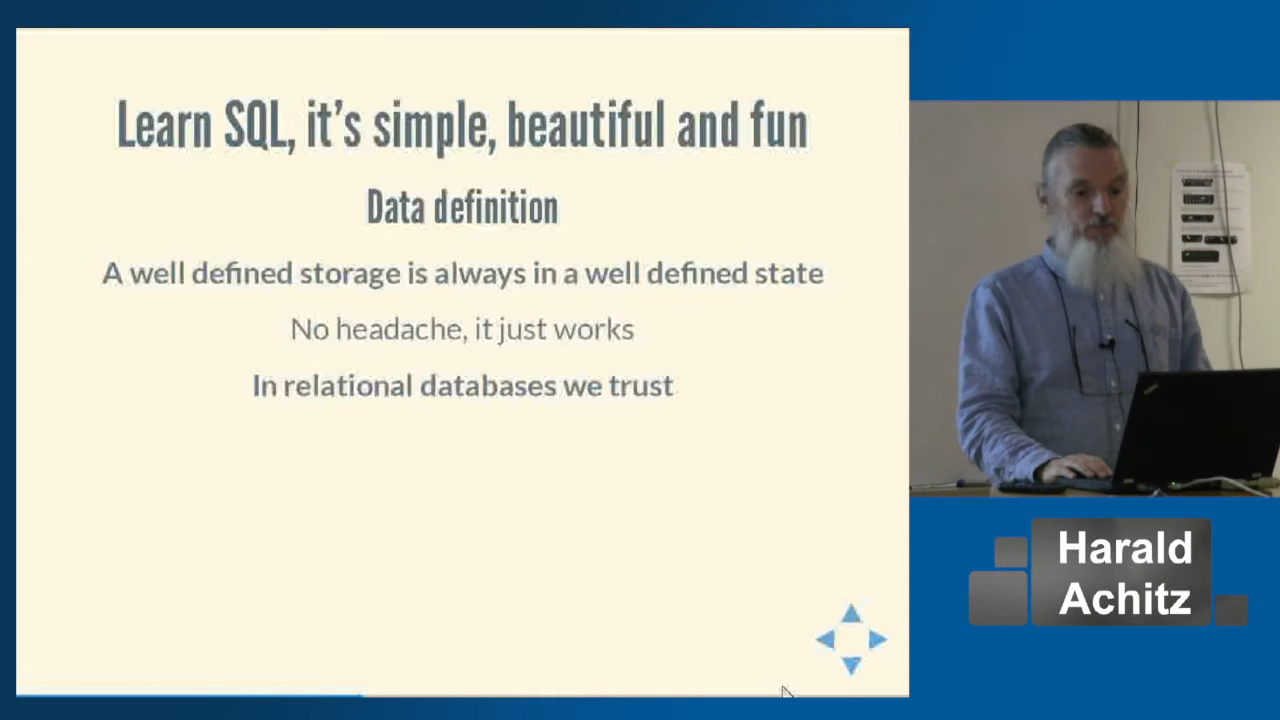 Learn SQL, it's simple, beautiful and fun
Data definition
A well defined storage is always in a well defined state
No headache, it just works
In relational databases we trust
Harald
Achitz